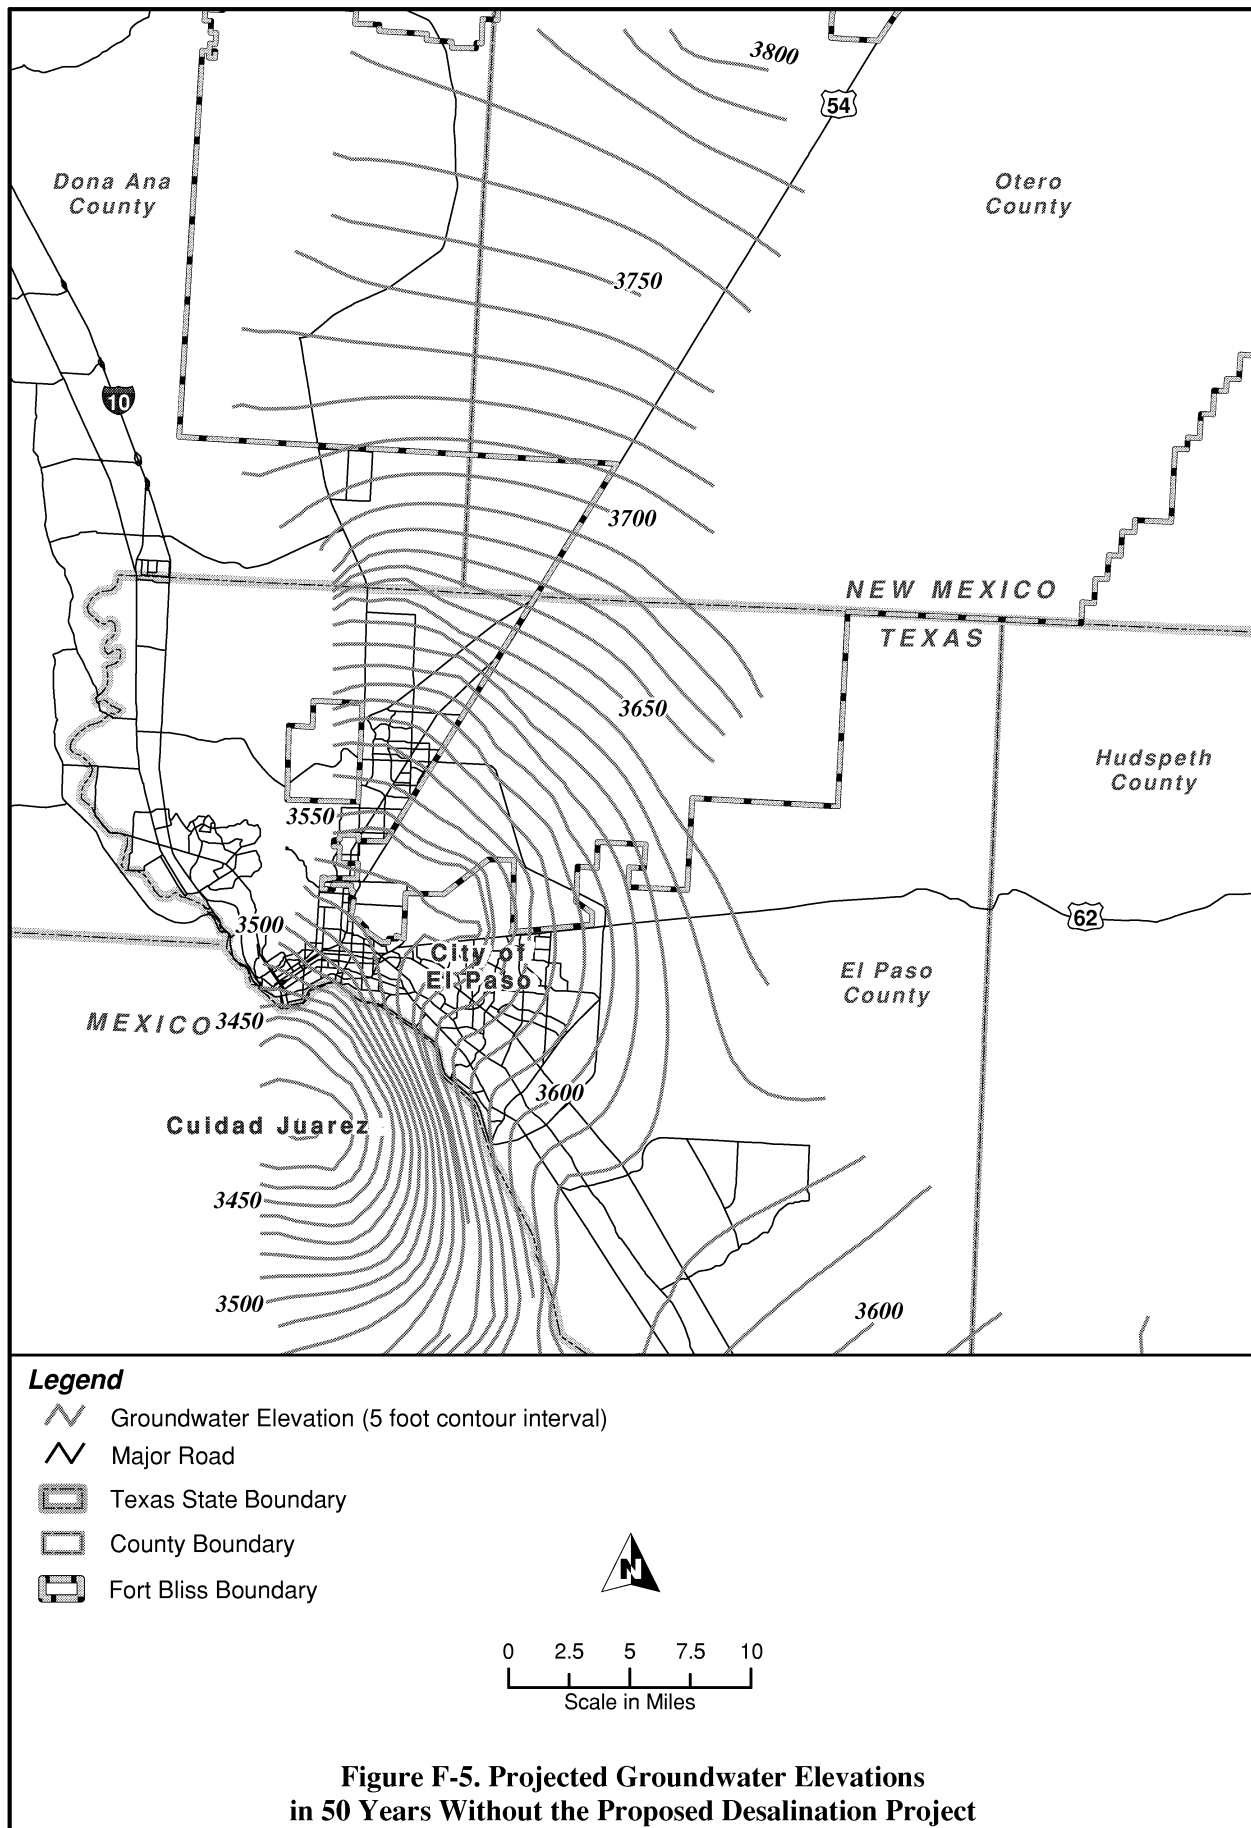 3800
54
Dona Ana
County
Otero
County
3750
10
3700
NEW MEXICO
TEXAS
3650
Hudspeth
County
3550
3500
62
City of
El Paso
El Paso
County
MEXICO
3450
3600
Cuidad Juarez
3450
3500
3600
Legend
Groundwater Elevation (5 foot contour interval)
Major Road
Texas State Boundary
County Boundary
Fort Bliss Boundary
N
0 2.5 5 7.5 10
Scale in Miles
Figure F-5. Projected Groundwater Elevations
in 50 Years Without the Proposed Desalination Project